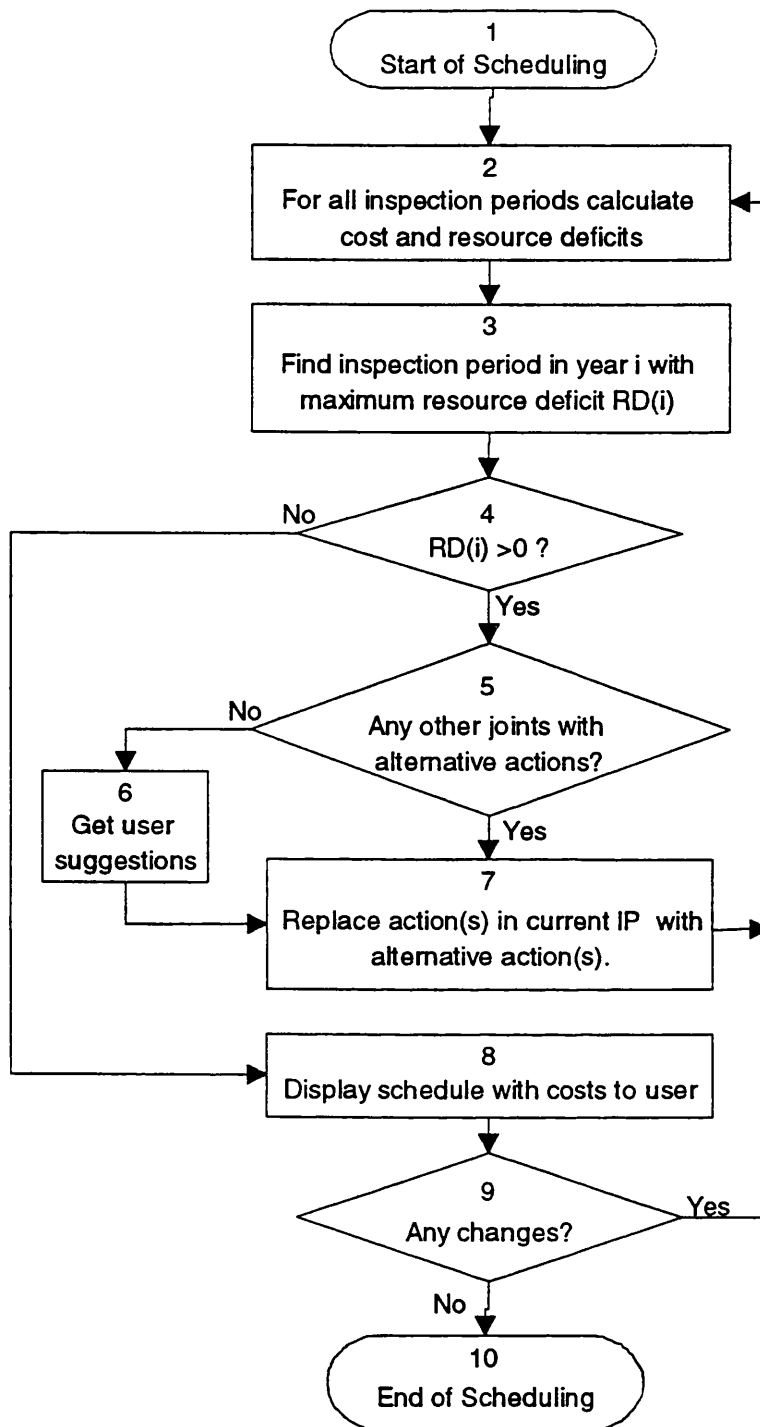 1
Start of Scheduling
2
For all inspection periods calculate
cost and resource deficits
3
Find inspection period in year i with
maximum resource deficit RD(i)
No
4
RD(i) >0 ?
Yes
5
No
Any other joints with
alternative actions?
6
Get user
suggestions
Yes
7
Replace action(s) in current IP with
alternative action(s).
8
Display schedule with costs to user
9
Yes
Any changes?
No
10
End of Scheduling